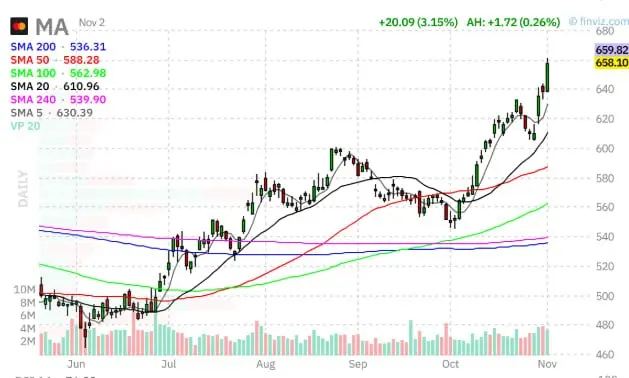 MA Nov 2 +20.09 (3.15%) AH: +1.72 (0.26%) © finviz.com
680
SMA 200 · 536.31
659.82
SMA 50 · 588.28
658.10
SMA 100 · 562.98
SMA 20 · 610.96
640
SMA 240 · 539.90
SMA 5 · 630.39
620
VP 20
600
DAILY
580
560
540
520
10M
500
8M
6M
480
4M
2M
460
Jun Jul Aug Sep Oct Nov